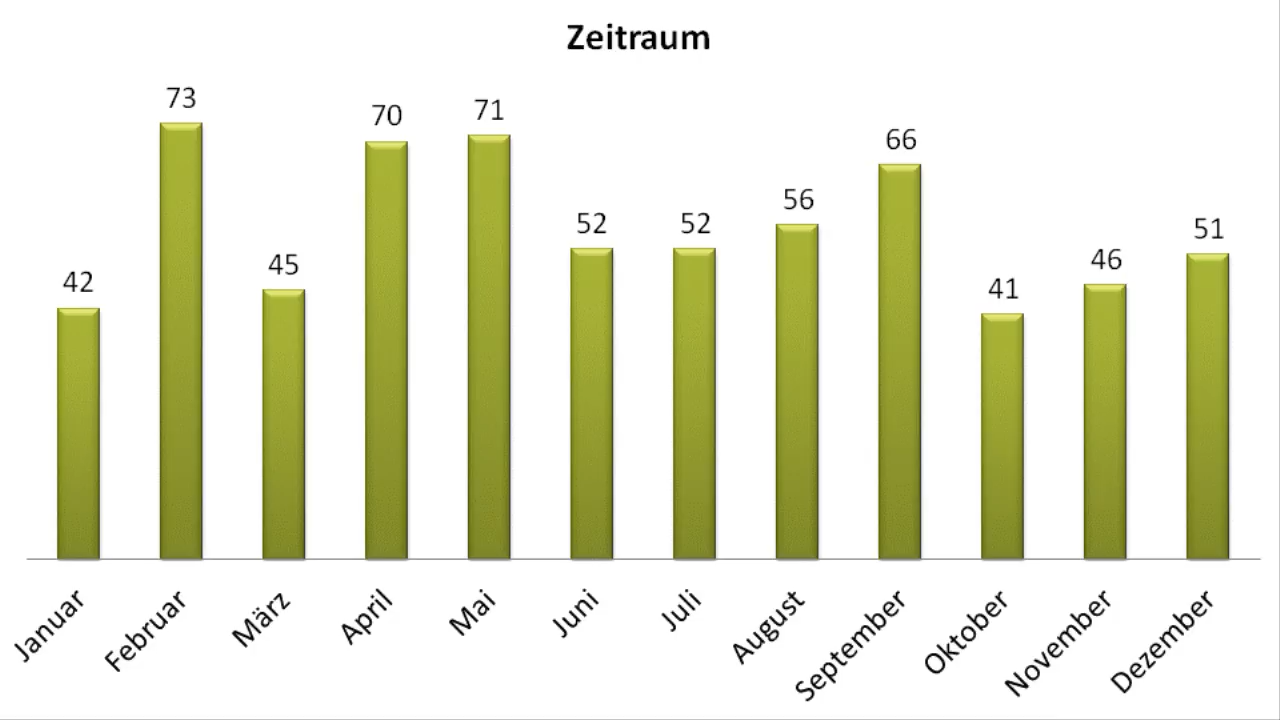 Zeitraum
42
73
45
70
71
52
52
56
66
41
46
51
Januar
Februar
März
April
Mai
Juni
Juli
August
September
Oktober
November
Dezember